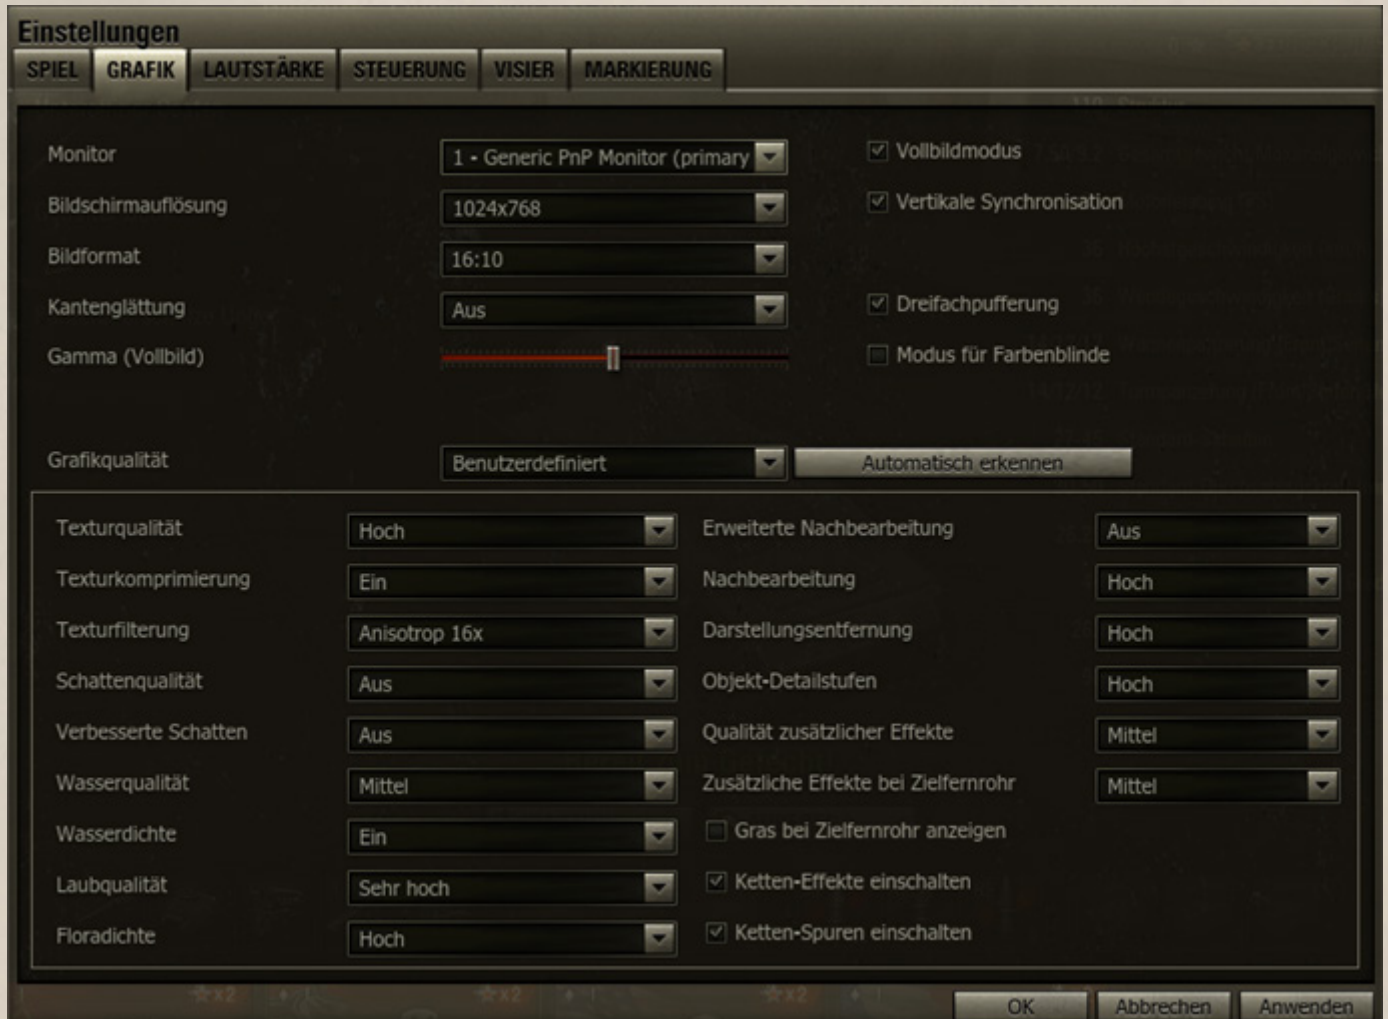 Einstellungen
SPIEL GRAFIK LAUTSTÄRKE STEUERUNG VISIER MARKIERUNG
Monitor 1 - Generic PnP Monitor (primary Vollbildmodus
Bildschirmauflösung 1024x768 Vertikale Synchronisation
Bildformat 16:10
Kantenglättung Aus Dreifachpufferung
Gamma (Vollbild) Modus für Farbenblinde
Grafikqualität Benutzerdefiniert Automatisch erkennen
Texturqualität Hoch Erweiterte Nachbearbeitung Aus
Texturkomprimierung Ein Nachbearbeitung Hoch
Texturfilterung Anisotrop 16x Darstellungsentfernung Hoch
Schattenqualität Aus Objekt-Detailstufen Hoch
Verbesserte Schatten Aus Qualität zusätzlicher Effekte Mittel
Wasserqualität Mittel Zusätzliche Effekte bei Zielfernrohr Mittel
Wasserdichte Ein Gras bei Zielfernrohr anzeigen
Laubqualität Sehr hoch Ketten-Effekte einschalten
Floradichte Hoch Ketten-Spuren einschalten
x2 x2 x2
OK Abbrechen Anwenden